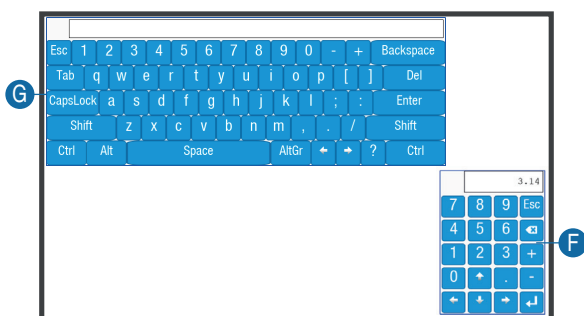 Esc 1 2 3 4 5 6 7 8 9 0 - + Backspace
Tab q w e r t y u i o p [ ] Del
G
CapsLock a s d f g h j k l ; : Enter
Shift z x c v b n m , . / Shift
Ctrl Alt Space AltGr ← → ? Ctrl
3.14
7 8 9 Esc
4 5 6 ⌫
F
1 2 3 +
0 ↑ . -
← ↓ → ↵